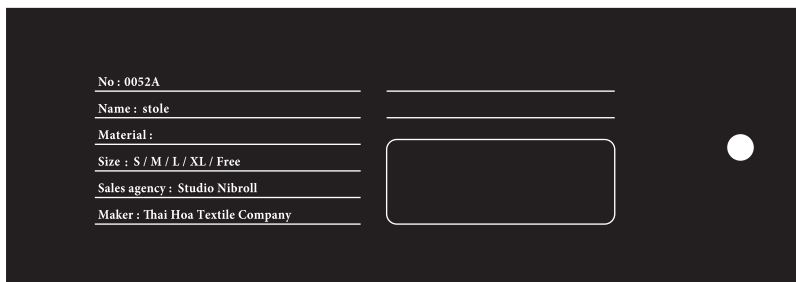 No : 0052A
Name : stole
Material :
Size : S / M / L / XL / Free
Sales agency : Studio Nibroll
Maker : Thai Hoa Textile Company